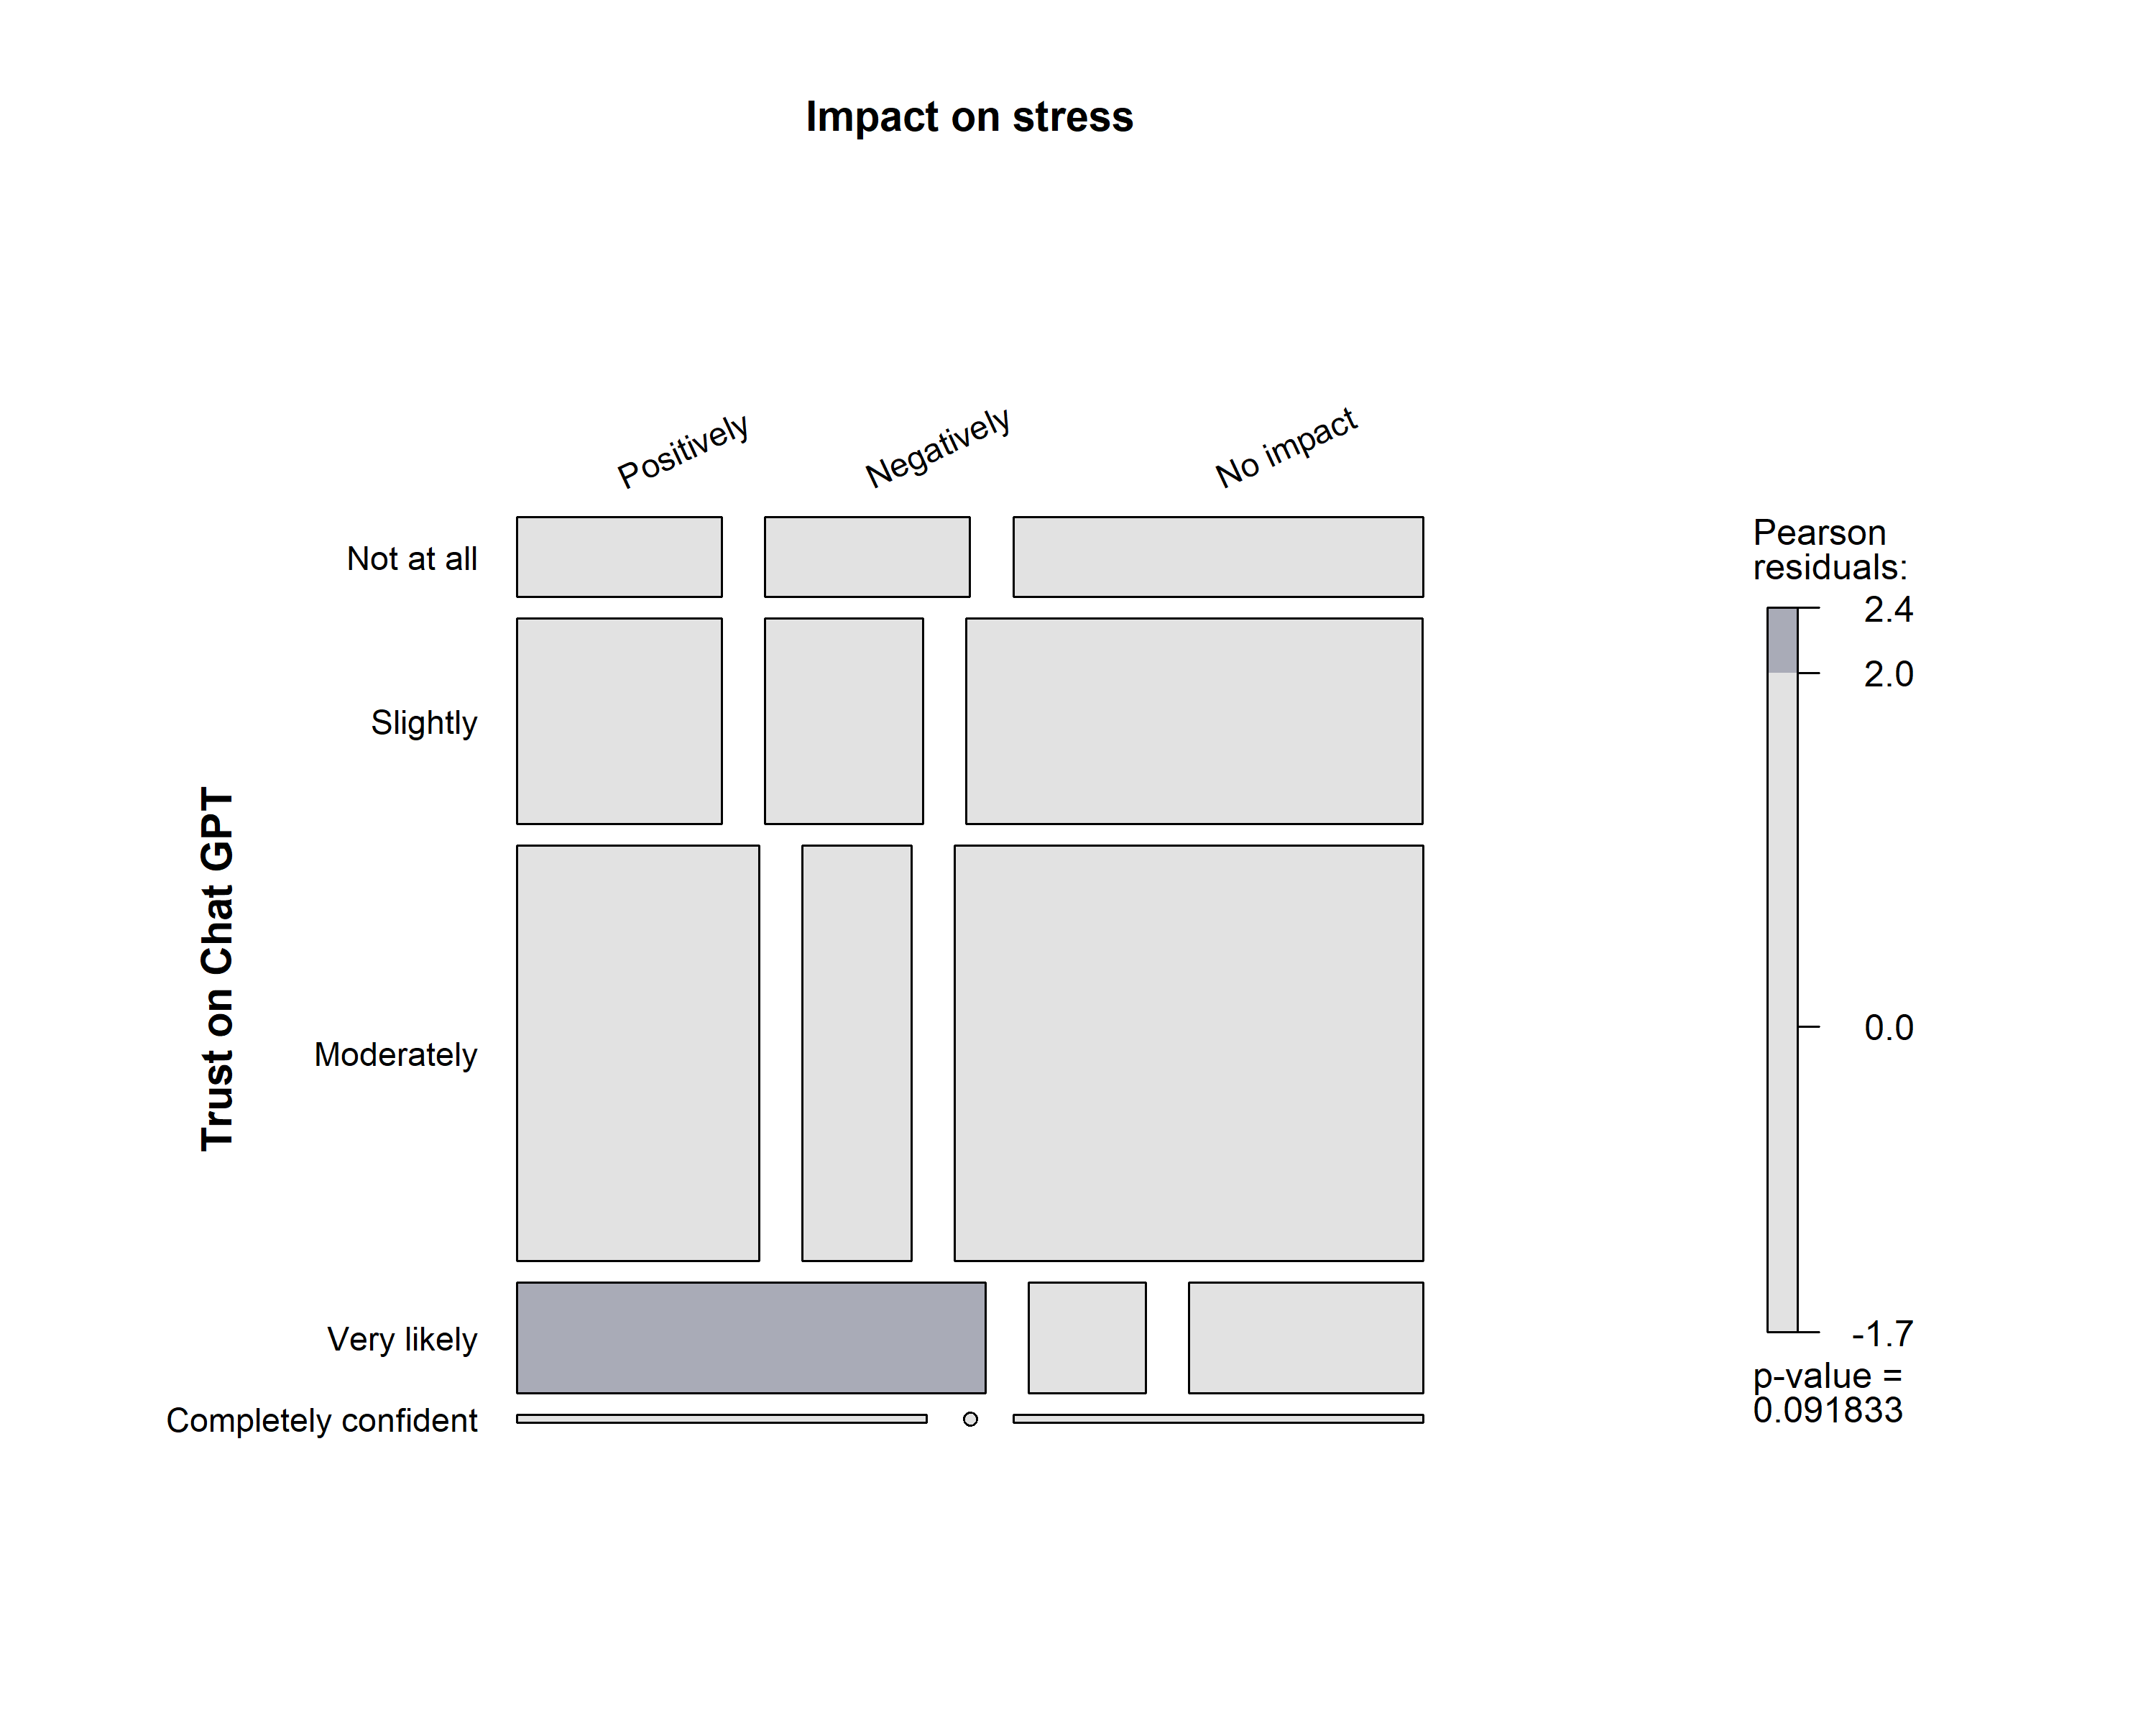 Impact on stress
Positively
Negatively
No impact
Trust on Chat GPT
Not at all
Slightly
Moderately
Very likely
Completely confident
Pearson
residuals:
2.4
2.0
0.0
-1.7
p-value =
0.091833